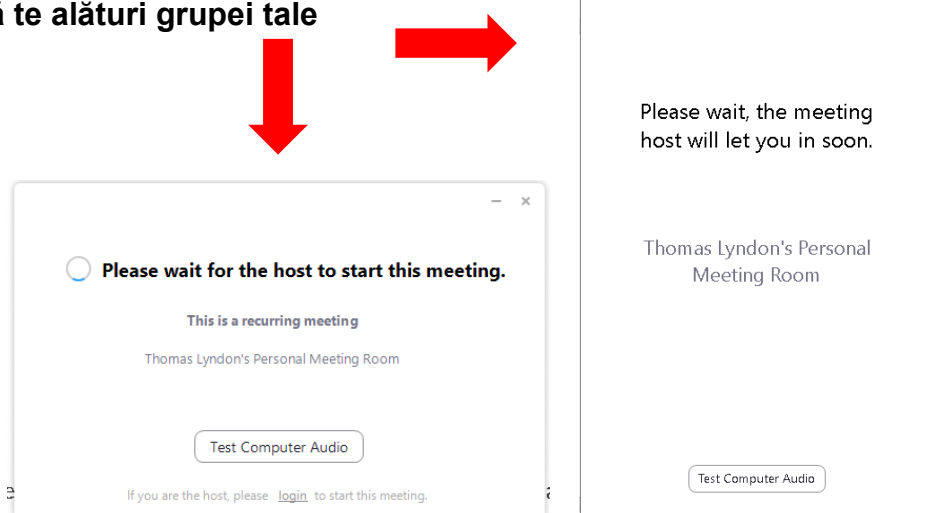 te alături grupei tale
Please wait, the meeting
host will let you in soon.
Thomas Lyndon's Personal
Meeting Room
Test Computer Audio
Please wait for the host to start this meeting.
This is a recurring meeting
Thomas Lyndon's Personal Meeting Room
Test Computer Audio
If you are the host, please login to start this meeting.